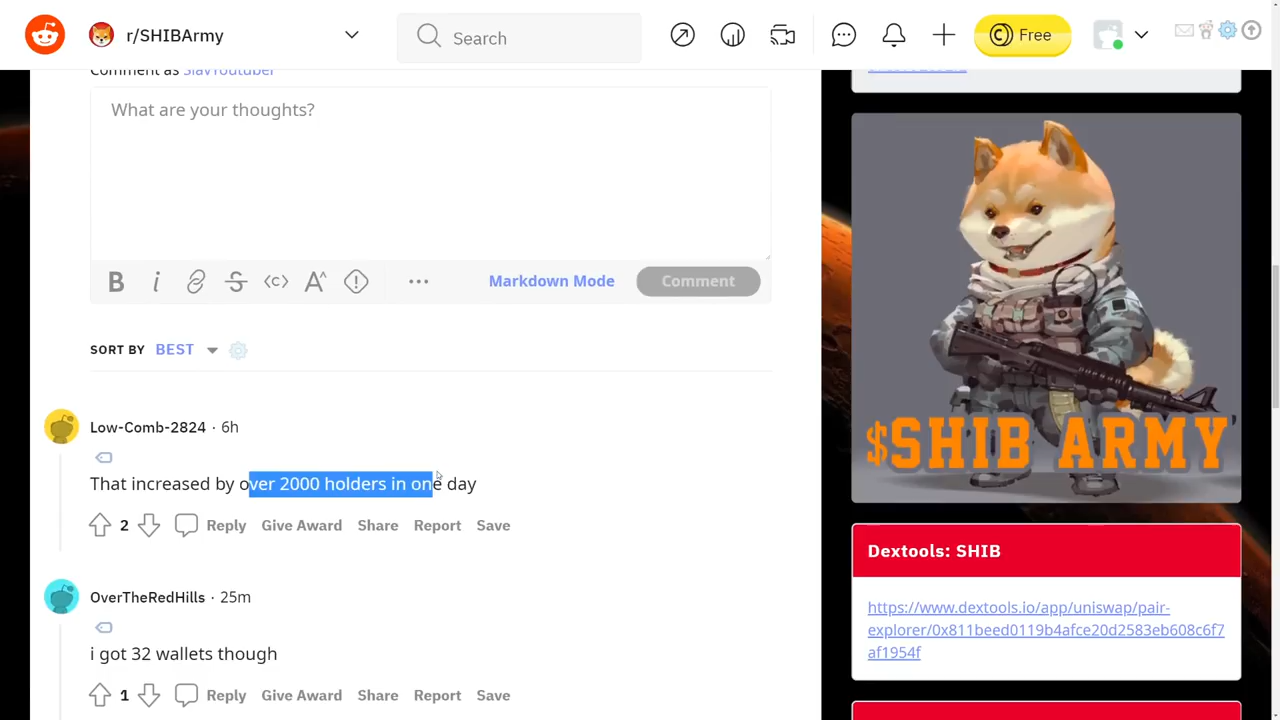 r/SHIBArmy
Search
Free
Comment as SlavYoutuber
What are your thoughts?
Markdown Mode
Comment
SORT BY BEST
Low-Comb-2824 · 6h
That increased by over 2000 holders in one day
2 Reply Give Award Share Report Save
OverTheRedHills · 25m
i got 32 wallets though
1 Reply Give Award Share Report Save
$SHIB ARMY
Dextools: SHIB
https://www.dextools.io/app/uniswap/pair-
explorer/0x811beed0119b4afce20d2583eb608c6f7
af1954f